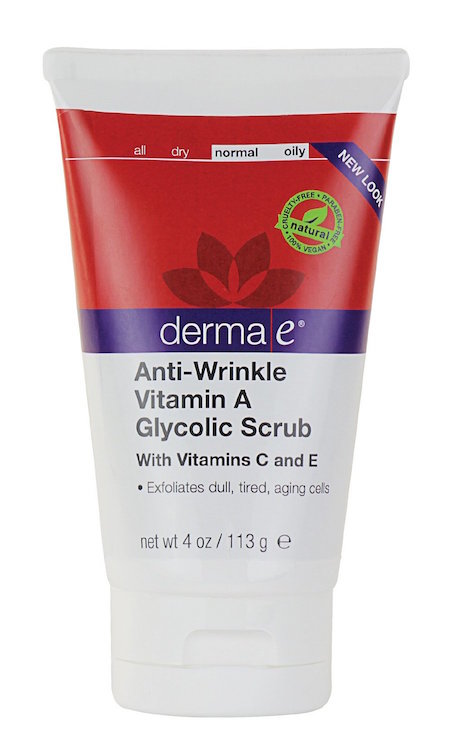 all dry normal oily
NEW LOOK
CRUELTY-FREE • PARABEN-FREE
natural
• 100% VEGAN •
derma e®
Anti-Wrinkle
Vitamin A
Glycolic Scrub
With Vitamins C and E
• Exfoliates dull, tired, aging cells
net wt 4 oz / 113 g ℮